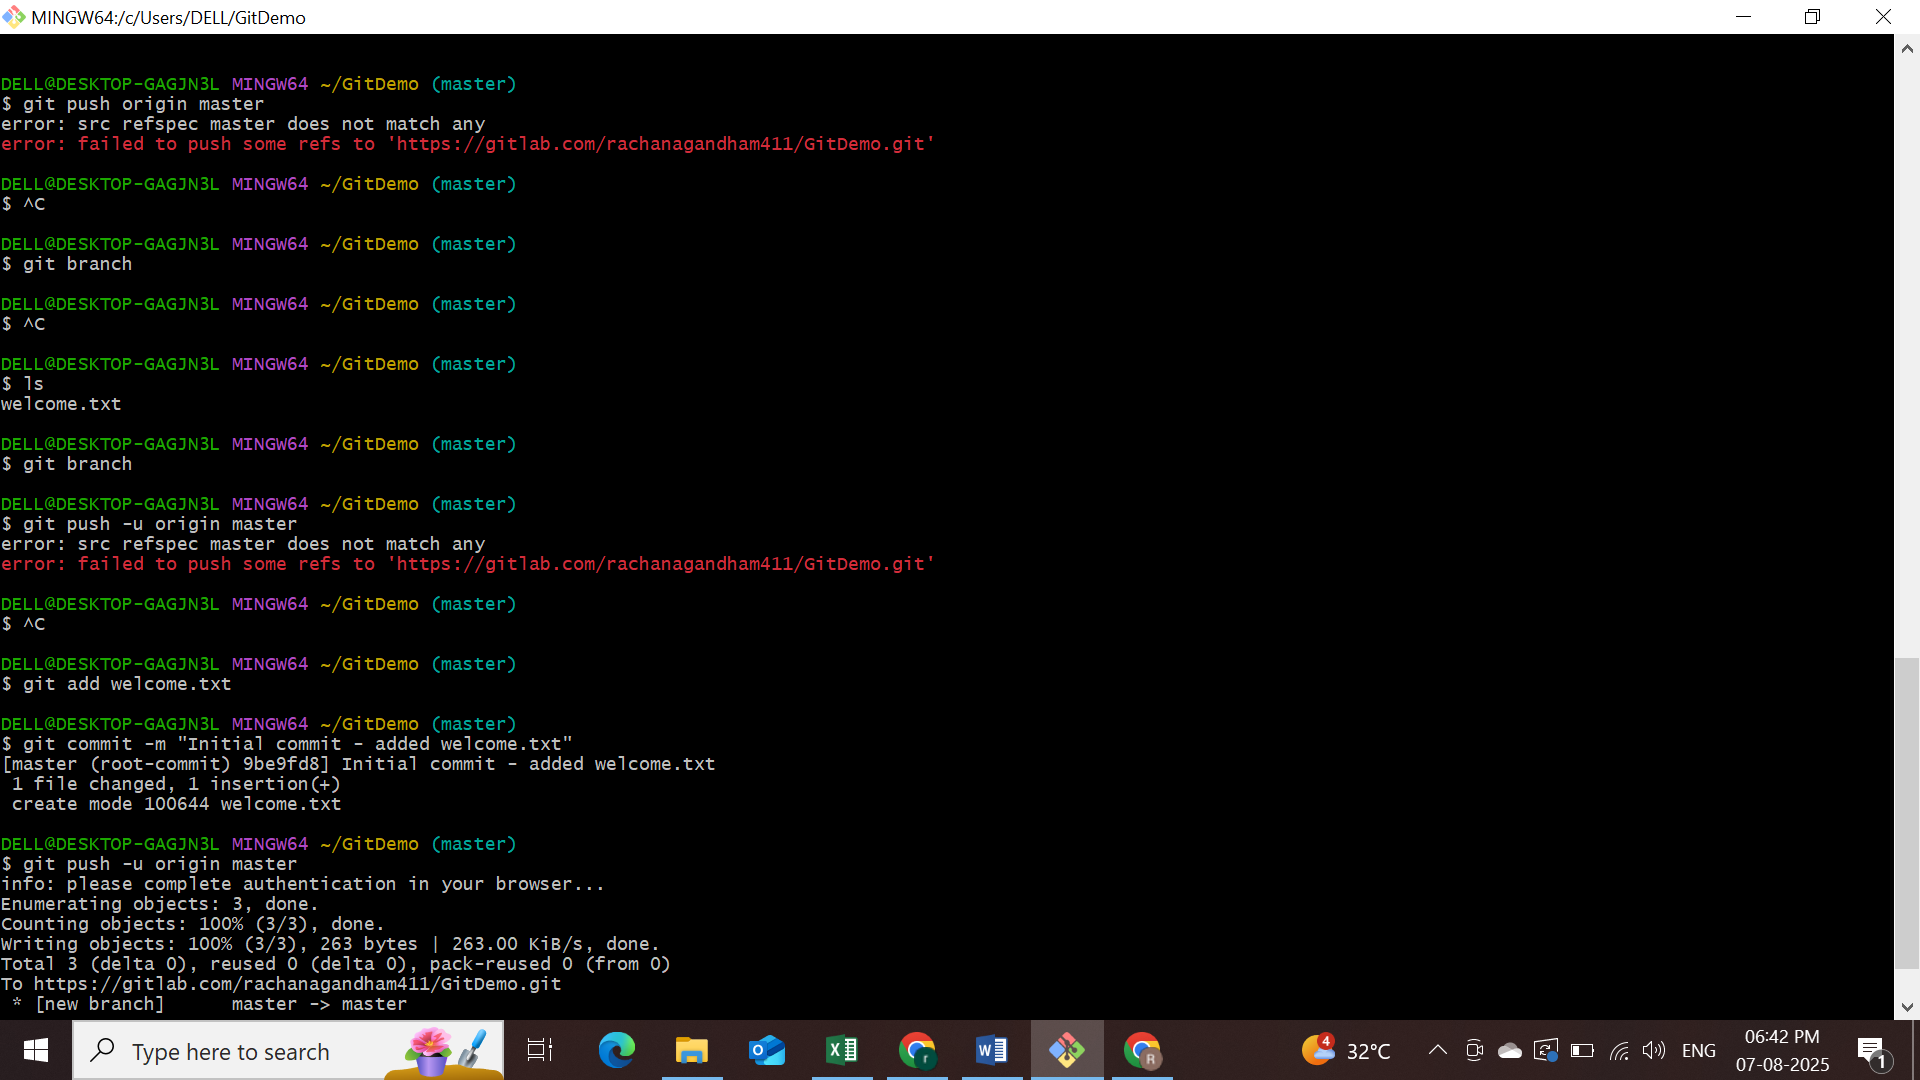 MINGW64:/c/Users/DELL/GitDemo
DELL@DESKTOP-GAGJN3L MINGW64 ~/GitDemo (master)
$ git push origin master
error: src refspec master does not match any
error: failed to push some refs to 'https://gitlab.com/rachanagandham411/GitDemo.git'
DELL@DESKTOP-GAGJN3L MINGW64 ~/GitDemo (master)
$ ^C
DELL@DESKTOP-GAGJN3L MINGW64 ~/GitDemo (master)
$ git branch
DELL@DESKTOP-GAGJN3L MINGW64 ~/GitDemo (master)
$ ^C
DELL@DESKTOP-GAGJN3L MINGW64 ~/GitDemo (master)
$ ls
welcome.txt
DELL@DESKTOP-GAGJN3L MINGW64 ~/GitDemo (master)
$ git branch
DELL@DESKTOP-GAGJN3L MINGW64 ~/GitDemo (master)
$ git push -u origin master
error: src refspec master does not match any
error: failed to push some refs to 'https://gitlab.com/rachanagandham411/GitDemo.git'
DELL@DESKTOP-GAGJN3L MINGW64 ~/GitDemo (master)
$ ^C
DELL@DESKTOP-GAGJN3L MINGW64 ~/GitDemo (master)
$ git add welcome.txt
DELL@DESKTOP-GAGJN3L MINGW64 ~/GitDemo (master)
$ git commit -m "Initial commit - added welcome.txt"
[master (root-commit) 9be9fd8] Initial commit - added welcome.txt
 1 file changed, 1 insertion(+)
 create mode 100644 welcome.txt
DELL@DESKTOP-GAGJN3L MINGW64 ~/GitDemo (master)
$ git push -u origin master
info: please complete authentication in your browser...
Enumerating objects: 3, done.
Counting objects: 100% (3/3), done.
Writing objects: 100% (3/3), 263 bytes | 263.00 KiB/s, done.
Total 3 (delta 0), reused 0 (delta 0), pack-reused 0 (from 0)
To https://gitlab.com/rachanagandham411/GitDemo.git
 * [new branch]      master -> master
Type here to search
4
32°C
ENG
06:42 PM
07-08-2025
1